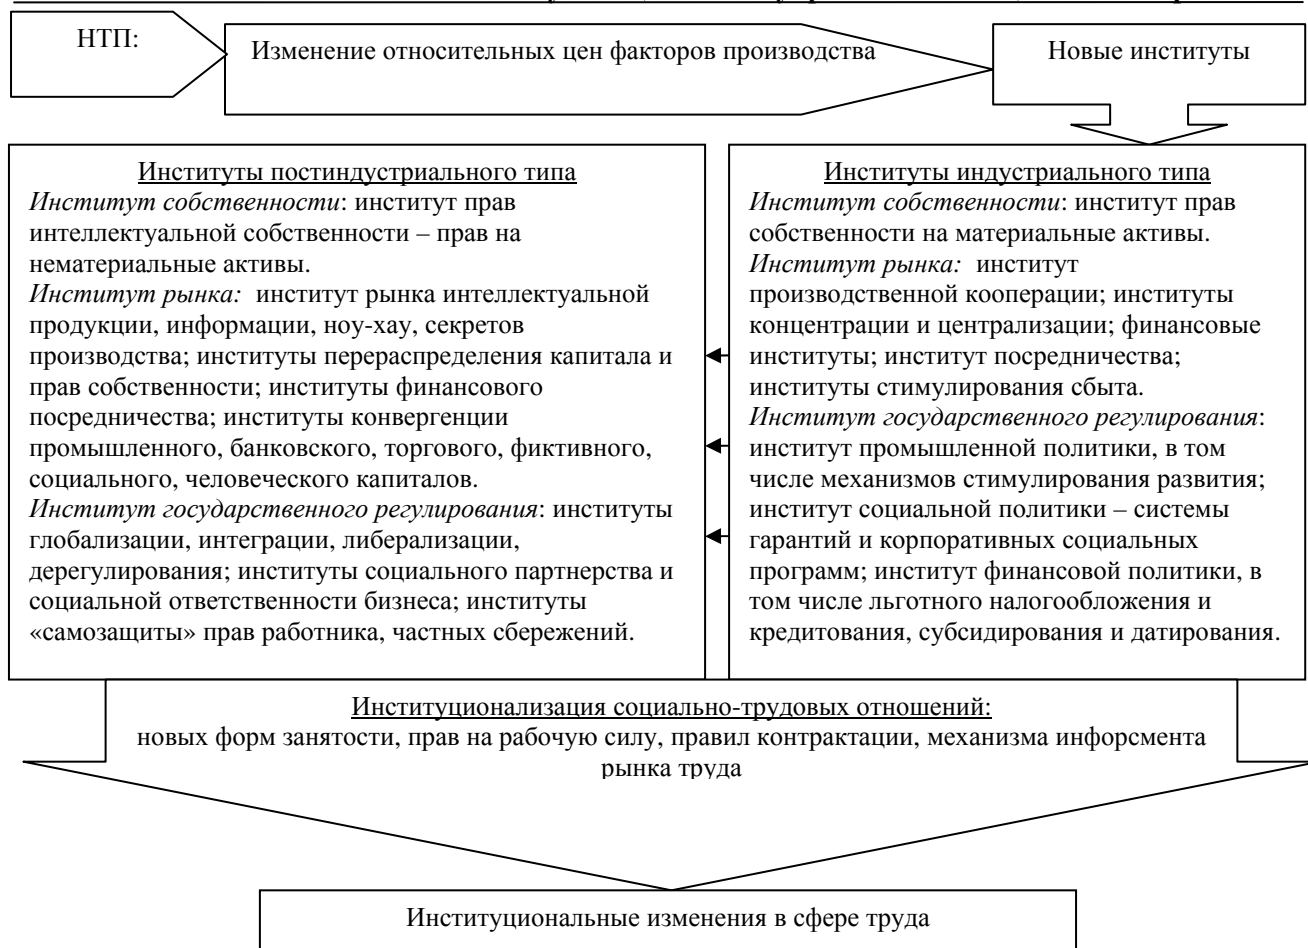 НТП:
Изменение относительных цен факторов производства
Новые институты
Институты постиндустриального типа
Институт собственности: институт прав
интеллектуальной собственности – прав на
нематериальные активы.
Институт рынка: институт рынка интеллектуальной
продукции, информации, ноу-хау, секретов
производства; институты перераспределения капитала и
прав собственности; институты финансового
посредничества; институты конвергенции
промышленного, банковского, торгового, фиктивного,
социального, человеческого капиталов.
Институт государственного регулирования: институты
глобализации, интеграции, либерализации,
дерегулирования; институты социального партнерства и
социальной ответственности бизнеса; институты
«самозащиты» прав работника, частных сбережений.
Институты индустриального типа
Институт собственности: институт прав
собственности на материальные активы.
Институт рынка: институт
производственной кооперации; институты
концентрации и централизации; финансовые
институты; институт посредничества;
институты стимулирования сбыта.
Институт государственного регулирования:
институт промышленной политики, в том
числе механизмов стимулирования развития;
институт социальной политики – системы
гарантий и корпоративных социальных
программ; институт финансовой политики, в
том числе льготного налогообложения и
кредитования, субсидирования и датирования.
Институционализация социально-трудовых отношений:
новых форм занятости, прав на рабочую силу, правил контрактации, механизма инфорсмента
рынка труда
Институциональные изменения в сфере труда